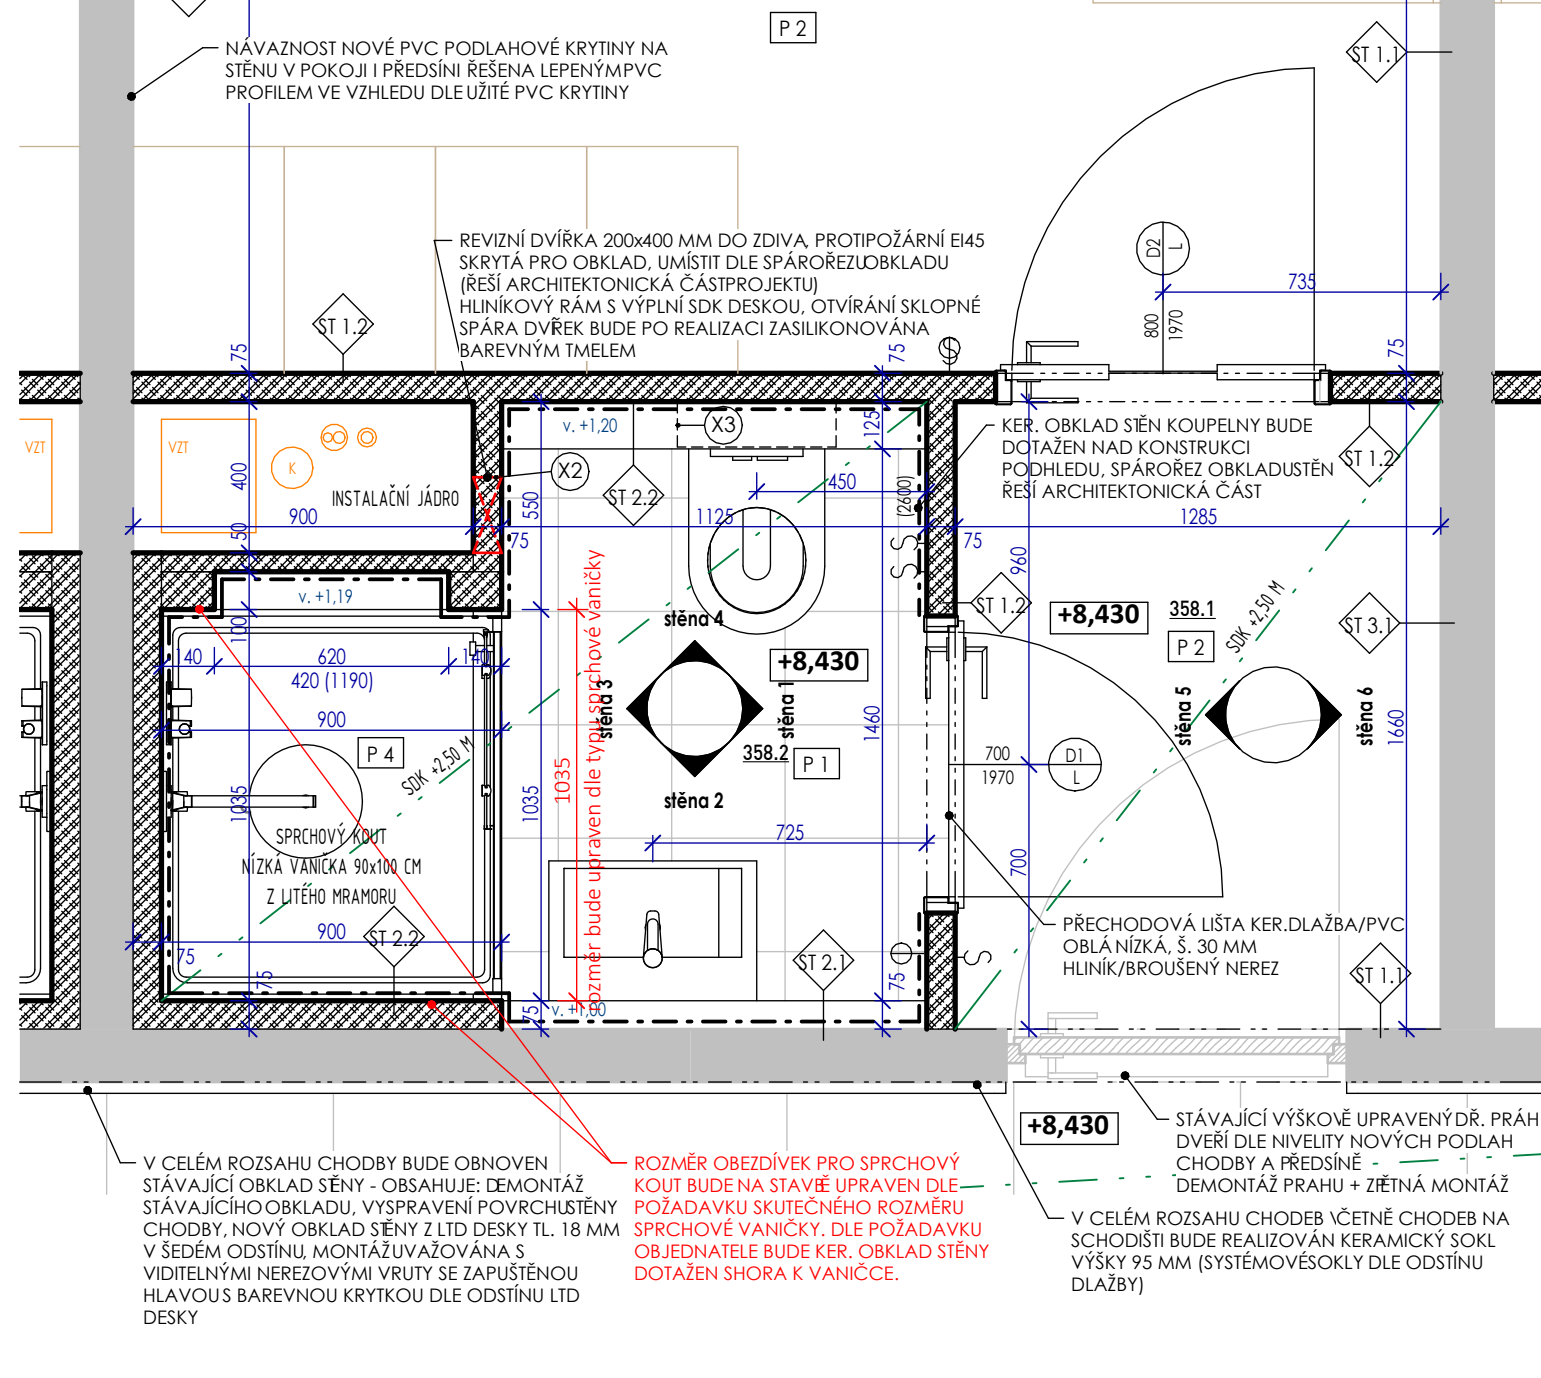 P 2
ST 1.1
NÁVAZNOST NOVÉ PVC PODLAHOVÉ KRYTINY NA
STĚNU V POKOJI I PŘEDSÍNI ŘEŠENA LEPENÝMPVC
PROFILEM VE VZHLEDU DLE UŽITÉ PVC KRYTINY
REVIZNÍ DVÍŘKA 200x400 MM DO ZDIVA, PROTIPOŽÁRNÍ EI45
SKRYTÁ PRO OBKLAD, UMÍSTIT DLE SPÁROŘEZUOBKLADU
(ŘEŠÍ ARCHITEKTONICKÁ ČÁSTPROJEKTU)
HLINÍKOVÝ RÁM S VÝPLNÍ SDK DESKOU, OTVÍRÁNÍ SKLOPNÉ
SPÁRA DVÍŘEK BUDE PO REALIZACI ZASILIKONOVÁNA
BAREVNÝM TMELEM
D2
L
735
800
1970
ST 1.2
75
75
75
VZT
VZT
K
400
INSTALAČNÍ JÁDRO
900
50
v. +1,20
X3
X2
ST 2.2
125
450
(2600)
550
1125
75
75
KER. OBKLAD STĚN KOUPELNY BUDE
DOTAŽEN NAD KONSTRUKCI
PODHLEDU, SPÁROŘEZ OBKLADUSTĚN
ŘEŠÍ ARCHITEKTONICKÁ ČÁST
ST 1.2
1285
960
v. +1,19
100
140
620
140
420 (1190)
900
P 4
SDK +2,50 M
1035
SPRCHOVÝ KOUT
NÍZKÁ VANIČKA 90x100 CM
Z LITÉHO MRAMORU
900
ST 2.2
75
75
1035
1035
rozměr bude upraven dle typu sprchové vaničky
stěna 4
stěna 3
stěna 1
stěna 2
+8,430
358.2
P 1
1460
725
ST 2.1
75
75
v. +1,00
ST 1.2
+8,430
358.1
P 2
SDK +2,50 M
ST 3.1
stěna 5
stěna 6
1660
700
1970
D1
L
700
PŘECHODOVÁ LIŠTA KER.DLAŽBA/PVC
OBLÁ NÍZKÁ, Š. 30 MM
HLINÍK/BROUŠENÝ NEREZ
ST 1.1
+8,430
STÁVAJÍCÍ VÝŠKOVĚ UPRAVENÝ DŘ. PRÁH
DVEŘÍ DLE NIVELITY NOVÝCH PODLAH
CHODBY A PŘEDSÍNĚ
DEMONTÁŽ PRAHU + ZPĚTNÁ MONTÁŽ
V CELÉM ROZSAHU CHODBY BUDE OBNOVEN
STÁVAJÍCÍ OBKLAD STĚNY - OBSAHUJE: DEMONTÁŽ
STÁVAJÍCÍHO OBKLADU, VYSPRAVENÍ POVRCHUSTĚNY
CHODBY, NOVÝ OBKLAD STĚNY Z LTD DESKY TL. 18 MM
V ŠEDÉM ODSTÍNU, MONTÁŽ UVAŽOVÁNA S
VIDITELNÝMI NEREZOVÝMI VRUTY SE ZAPUŠTĚNOU
HLAVOU S BAREVNOU KRYTKOU DLE ODSTÍNU LTD
DESKY
ROZMĚR OBEZDÍVEK PRO SPRCHOVÝ
KOUT BUDE NA STAVBĚ UPRAVEN DLE
POŽADAVKU SKUTEČNÉHO ROZMĚRU
SPRCHOVÉ VANIČKY. DLE POŽADAVKU
OBJEDNATELE BUDE KER. OBKLAD STĚNY
DOTAŽEN SHORA K VANIČCE.
V CELÉM ROZSAHU CHODEB VČETNĚ CHODEB NA
SCHODIŠTI BUDE REALIZOVÁN KERAMICKÝ SOKL
VÝŠKY 95 MM (SYSTÉMOVÉSOKLY DLE ODSTÍNU
DLAŽBY)